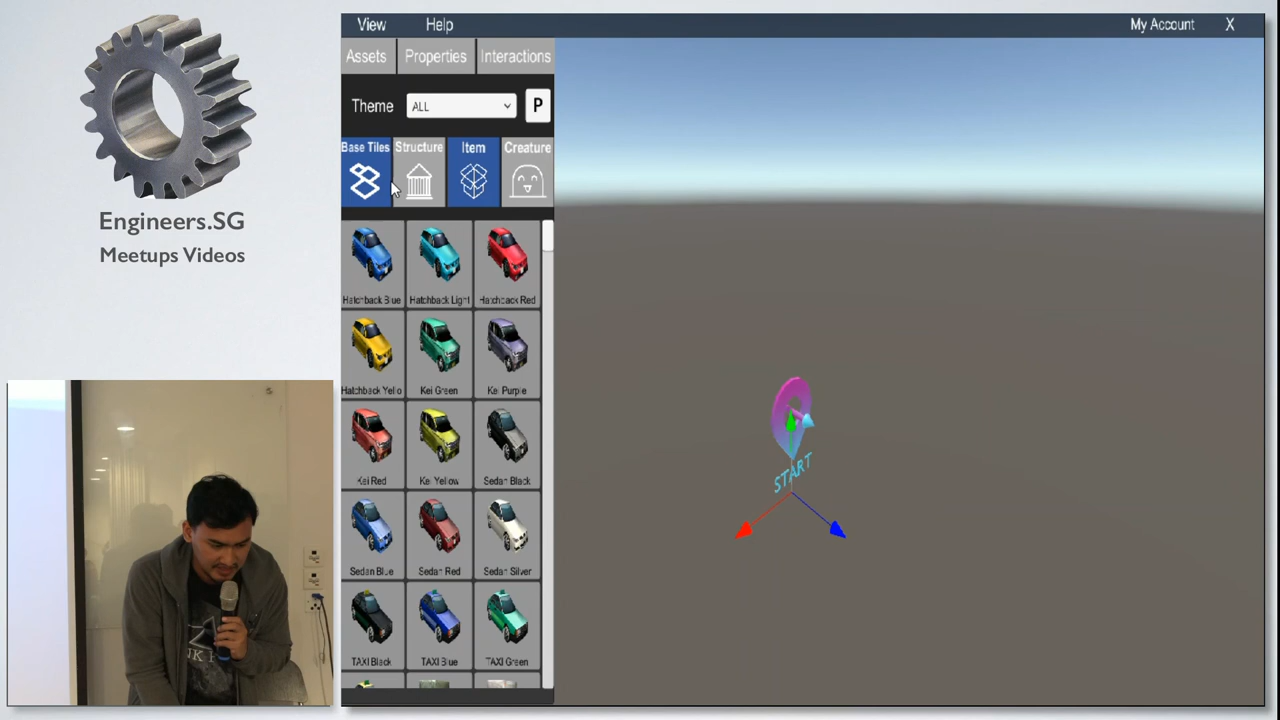 Engineers.SG
Meetups Videos
View Help My Account X
Assets Properties Interactions
Theme ALL P
Base Tiles Structure Item Creature
Hatchback Blue Hatchback Light Hatchback Red
Hatchback Yello Kei Green Kei Purple
Kei Red Kei Yellow Sedan Black
Sedan Blue Sedan Red Sedan Silver
TAXI Black TAXI Blue TAXI Green
START